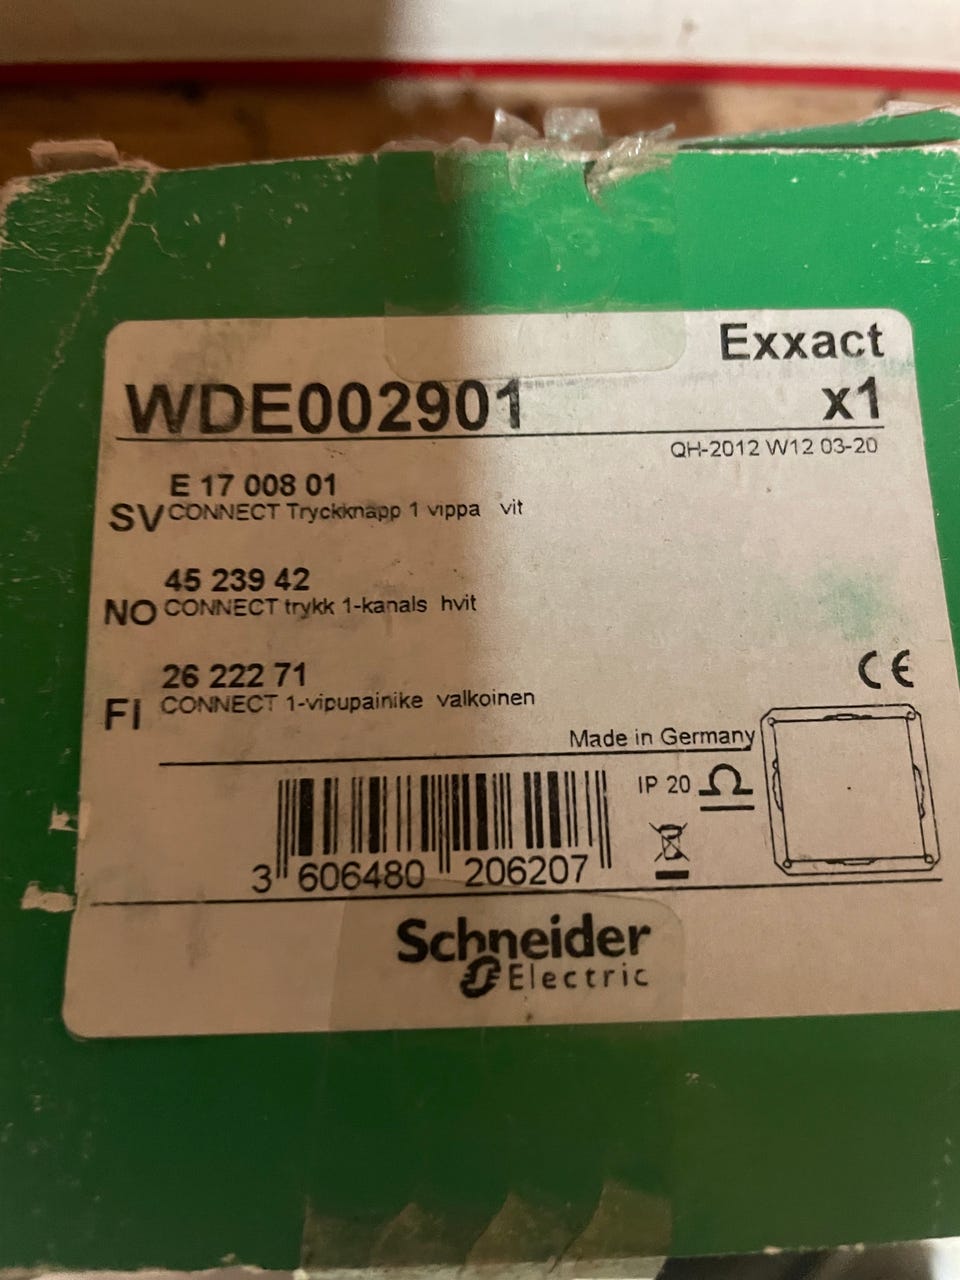 Exxact
WDE002901 x1
QH-2012 W12 03-20
E 17 008 01
SV CONNECT Tryckknapp 1 vippa vit
45 239 42
NO CONNECT trykk 1-kanals hvit
26 222 71
FI CONNECT 1-vipupainike valkoinen
CE
Made in Germany
IP 20
3 606480 206207
Schneider
Electric